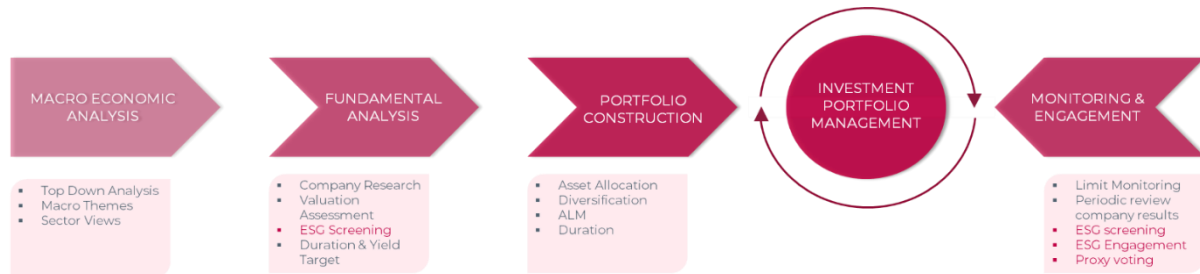 MACRO ECONOMIC
ANALYSIS
▪ Top Down Analysis
▪ Macro Themes
▪ Sector Views
FUNDAMENTAL
ANALYSIS
▪ Company Research
▪ Valuation
Assessment
▪ ESG Screening
▪ Duration & Yield
Target
PORTFOLIO
CONSTRUCTION
▪ Asset Allocation
▪ Diversification
▪ ALM
▪ Duration
INVESTMENT
PORTFOLIO
MANAGEMENT
MONITORING &
ENGAGEMENT
▪ Limit Monitoring
▪ Periodic review
company results
▪ ESG screening
▪ ESG Engagement
▪ Proxy voting